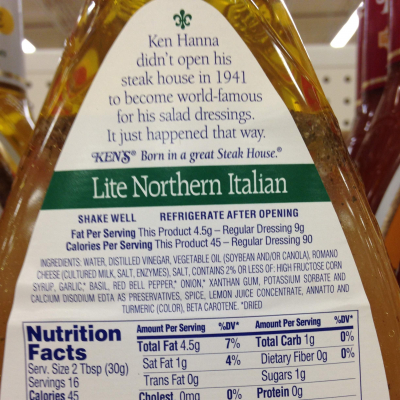 Ken Hanna
didn't open his
steak house in 1941
to become world-famous
for his salad dressings.
It just happened that way.
KEN'S® Born in a great Steak House.®
Lite Northern Italian
SHAKE WELL REFRIGERATE AFTER OPENING
Fat Per Serving This Product 4.5g – Regular Dressing 9g
Calories Per Serving This Product 45 – Regular Dressing 90
INGREDIENTS: WATER, DISTILLED VINEGAR, VEGETABLE OIL (SOYBEAN AND/OR CANOLA), ROMANO
CHEESE (CULTURED MILK, SALT, ENZYMES), SALT, CONTAINS 2% OR LESS OF: HIGH FRUCTOSE CORN
SYRUP, GARLIC,* BASIL, RED BELL PEPPER,* ONION,* XANTHAN GUM, POTASSIUM SORBATE AND
CALCIUM DISODIUM EDTA AS PRESERVATIVES, SPICE, LEMON JUICE CONCENTRATE, ANNATTO AND
TURMERIC (COLOR), BETA CAROTENE. *DRIED
Nutrition
Facts
Serv. Size 2 Tbsp (30g)
Servings 16
Calories 45
Amount Per Serving %DV*
Total Fat 4.5g 7%
Sat Fat 1g 4%
Trans Fat 0g
Cholest. 0mg 0%
Amount Per Serving %DV*
Total Carb 1g 0%
Dietary Fiber 0g 0%
Sugars 1g
Protein 0g